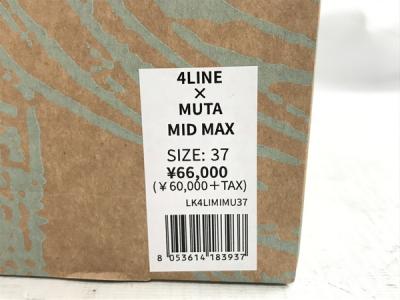 4LINE
×
MUTA
MID MAX
SIZE: 37
¥66,000
(¥60,000+TAX)
LK4LIMIMU37
8 053614 183937